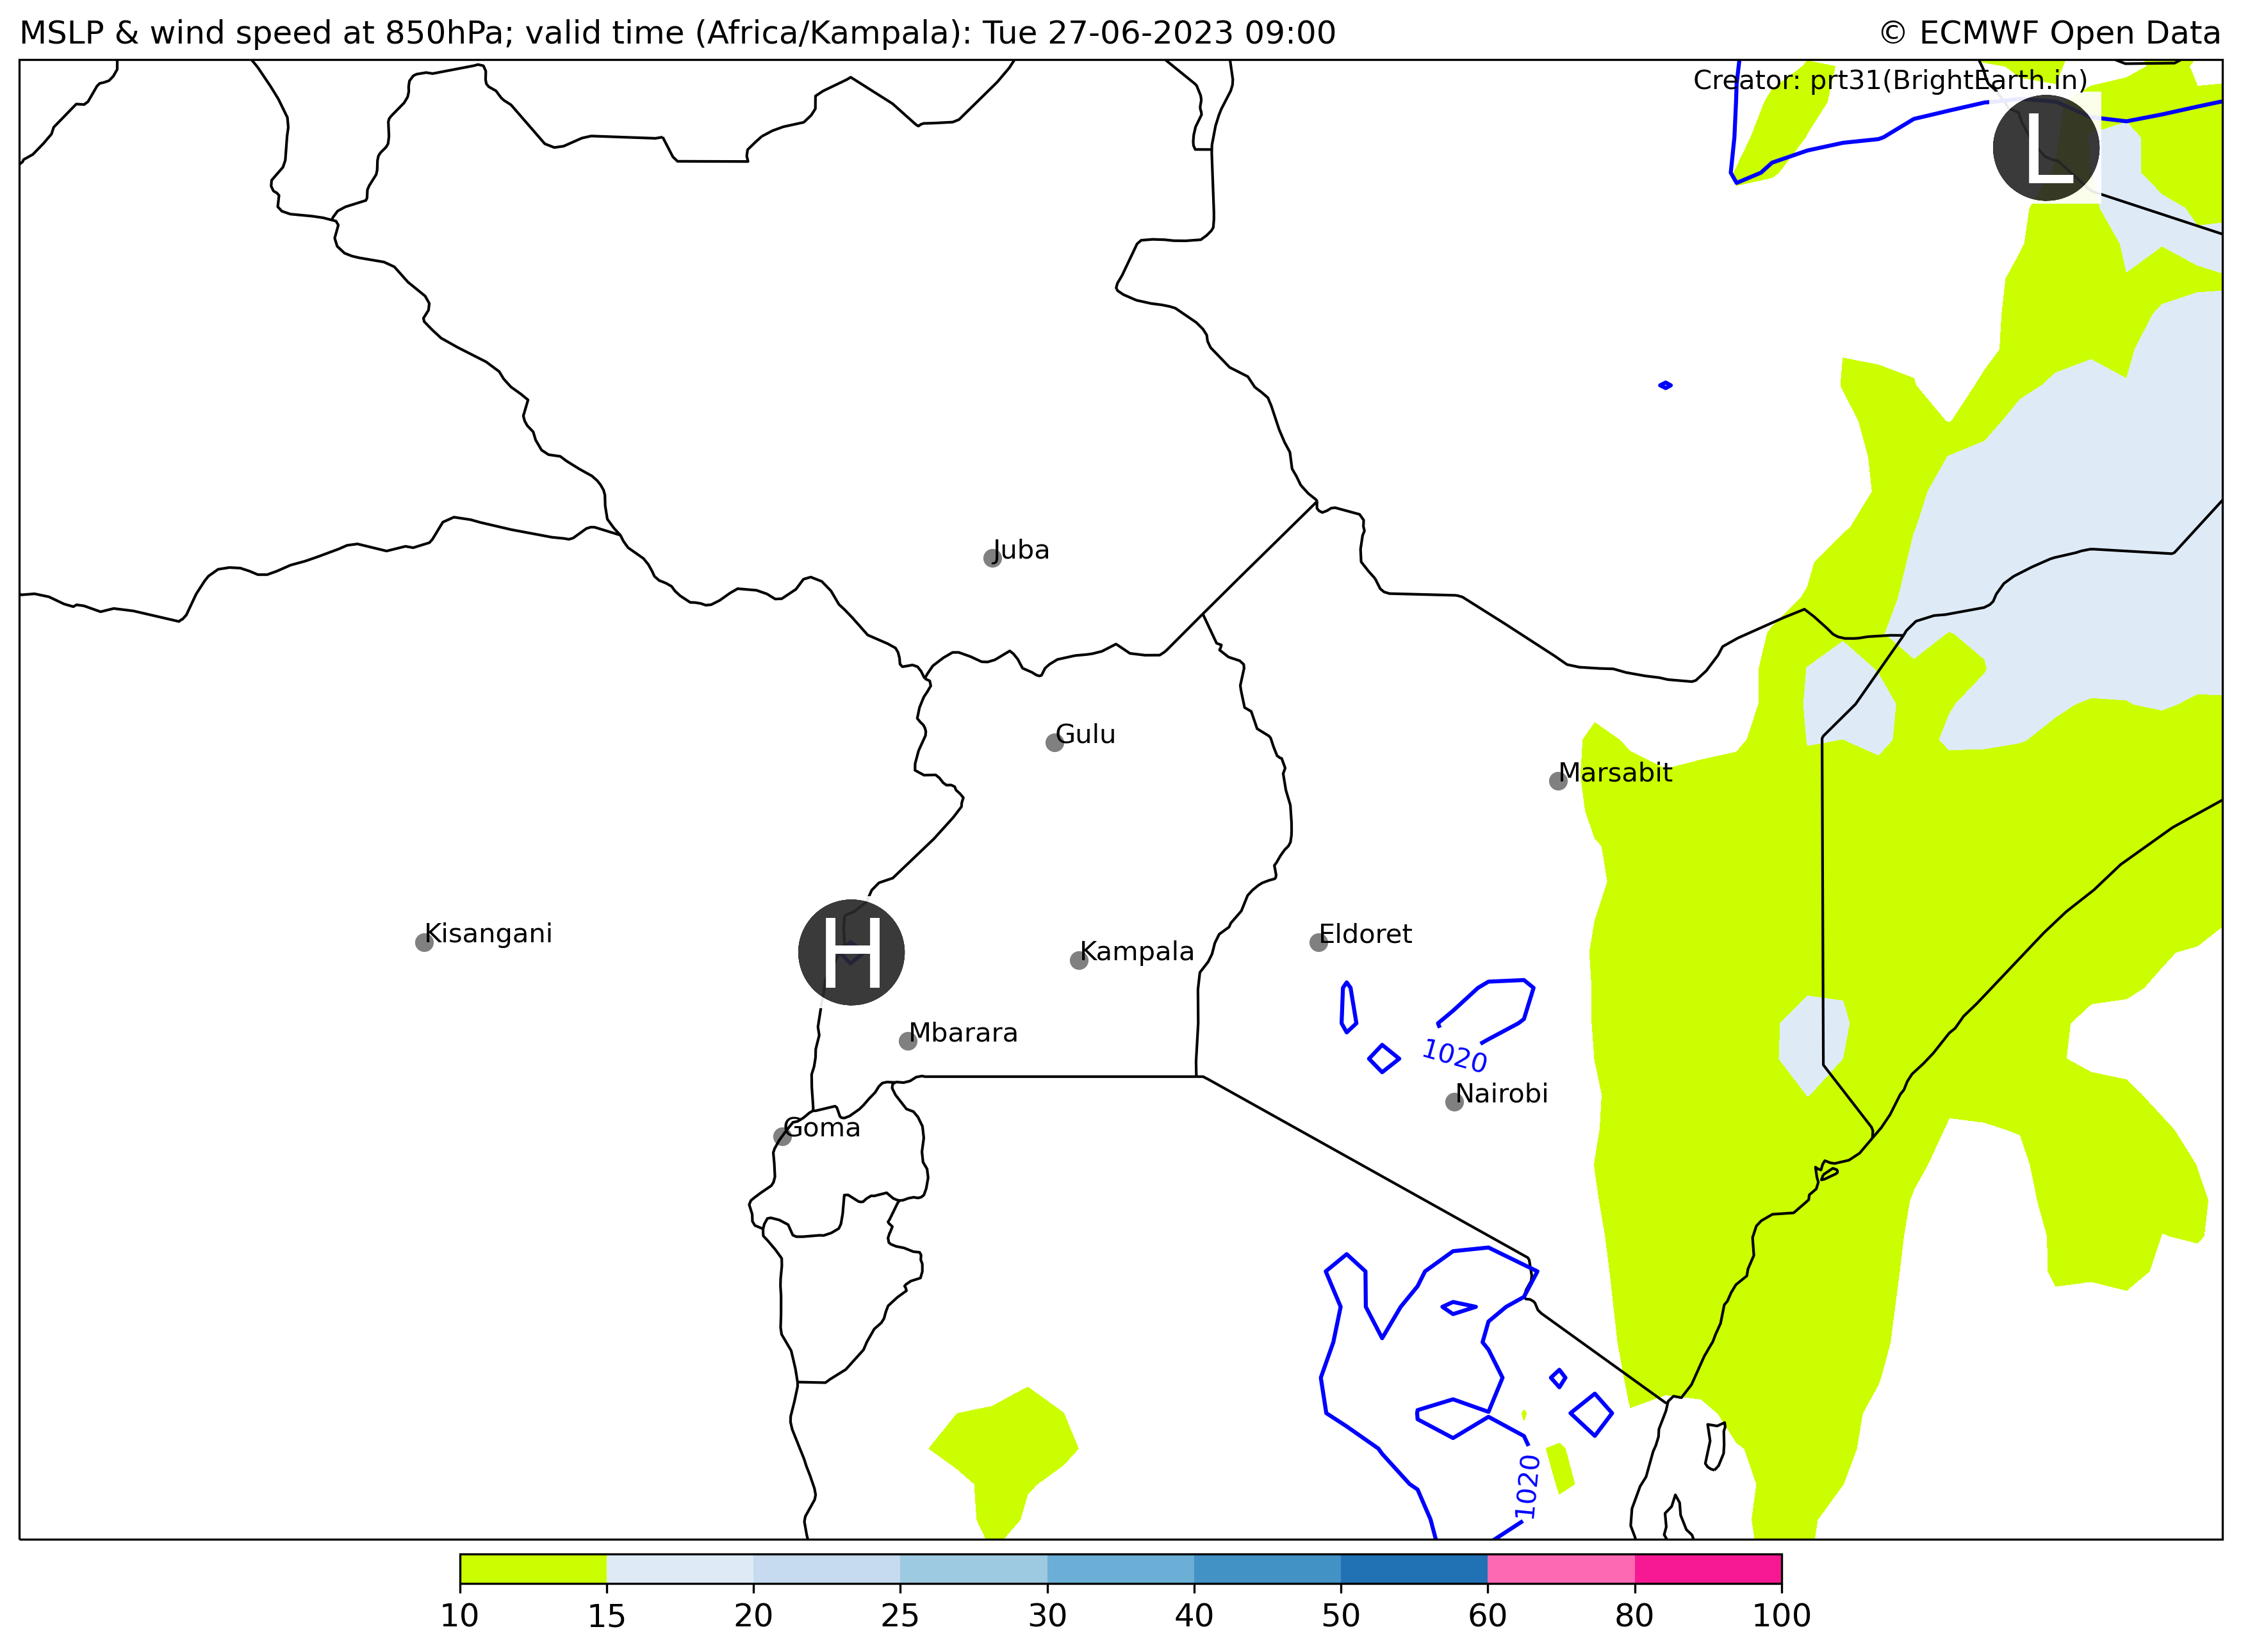 MSLP & wind speed at 850hPa; valid time (Africa/Kampala): Tue 27-06-2023 09:00
© ECMWF Open Data
Creator: prt31(BrightEarth.in)
L
Juba
Gulu
Marsabit
Kisangani
H
Kampala
Eldoret
Mbarara
1020
Nairobi
Goma
1020
10 15 20 25 30 40 50 60 80 100